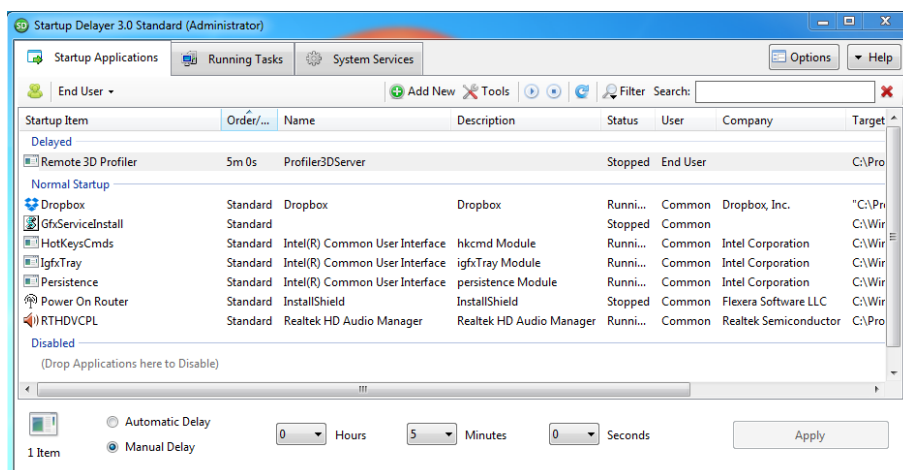 Startup Delayer 3.0 Standard (Administrator)
Startup Applications Running Tasks System Services Options Help
End User Add New Tools Filter Search:
Startup Item Order/... Name Description Status User Company Target
Delayed
Remote 3D Profiler 5m 0s Profiler3DServer Stopped End User C:\Pro
Normal Startup
Dropbox Standard Dropbox Dropbox Runni... Common Dropbox, Inc. "C:\Pr
GfxServiceInstall Standard Stopped Common C:\Wir
HotKeysCmds Standard Intel(R) Common User Interface hkcmd Module Runni... Common Intel Corporation C:\Wir
IgfxTray Standard Intel(R) Common User Interface igfxTray Module Runni... Common Intel Corporation C:\Wir
Persistence Standard Intel(R) Common User Interface persistence Module Runni... Common Intel Corporation C:\Wir
Power On Router Standard InstallShield InstallShield Stopped Common Flexera Software LLC C:\Wir
RTHDVCPL Standard Realtek HD Audio Manager Realtek HD Audio Manager Runni... Common Realtek Semiconductor C:\Pro
Disabled
(Drop Applications here to Disable)
Automatic Delay
0 Hours 5 Minutes 0 Seconds Apply
Manual Delay
1 Item